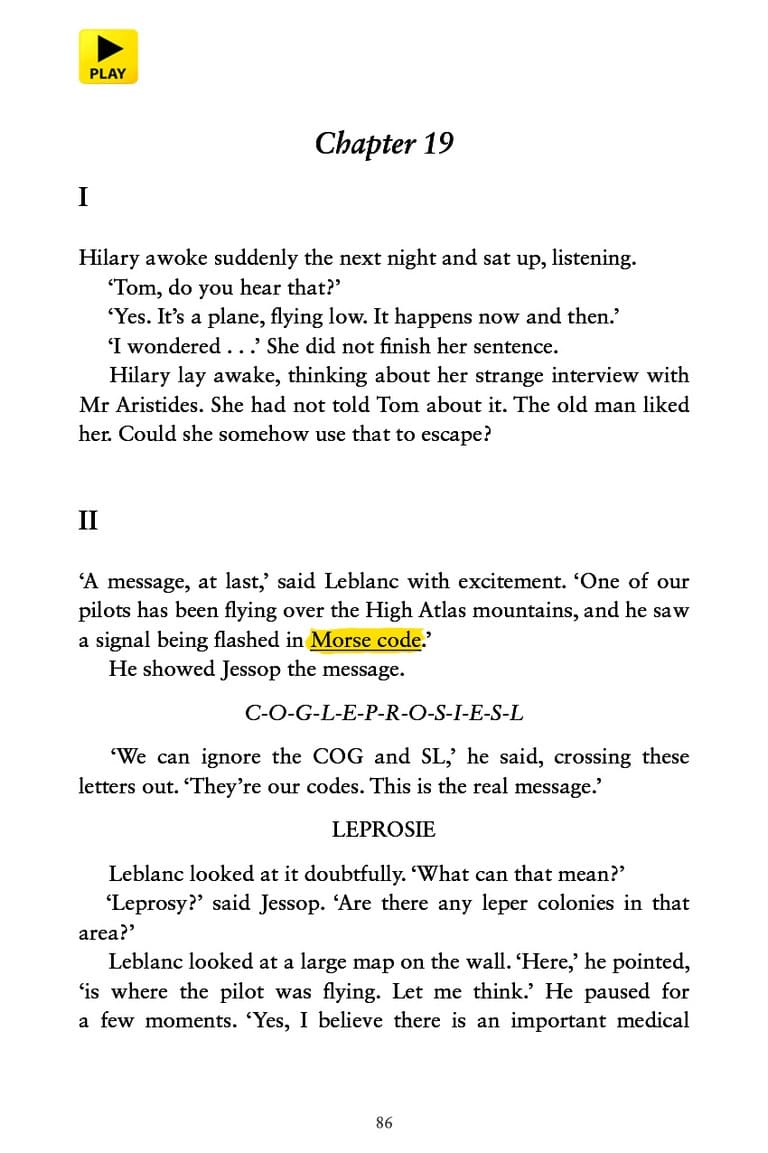 PLAY
Chapter 19
I
Hilary awoke suddenly the next night and sat up, listening.
‘Tom, do you hear that?’
‘Yes. It’s a plane, flying low. It happens now and then.’
‘I wondered . . .’ She did not finish her sentence.
Hilary lay awake, thinking about her strange interview with
Mr Aristides. She had not told Tom about it. The old man liked
her. Could she somehow use that to escape?
II
‘A message, at last,’ said Leblanc with excitement. ‘One of our
pilots has been flying over the High Atlas mountains, and he saw
a signal being flashed in Morse code.’
He showed Jessop the message.
C-O-G-L-E-P-R-O-S-I-E-S-L
‘We can ignore the COG and SL,’ he said, crossing these
letters out. ‘They’re our codes. This is the real message.’
LEPROSIE
Leblanc looked at it doubtfully. ‘What can that mean?’
‘Leprosy?’ said Jessop. ‘Are there any leper colonies in that
area?’
Leblanc looked at a large map on the wall. ‘Here,’ he pointed,
‘is where the pilot was flying. Let me think.’ He paused for
a few moments. ‘Yes, I believe there is an important medical
86